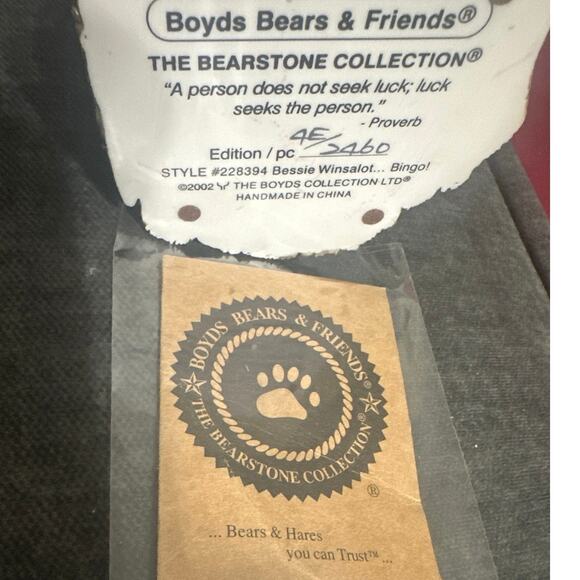 Boyds Bears & Friends®
THE BEARSTONE COLLECTION®
"A person does not seek luck; luck
seeks the person."
- Proverb
Edition / pc 4E/2460
STYLE #228394 Bessie Winsalot... Bingo!
©2002 THE BOYDS COLLECTION LTD®
HANDMADE IN CHINA
BOYDS BEARS & FRIENDS®
THE BEARSTONE COLLECTION®
®
... Bears & Hares
you can Trust™ ...